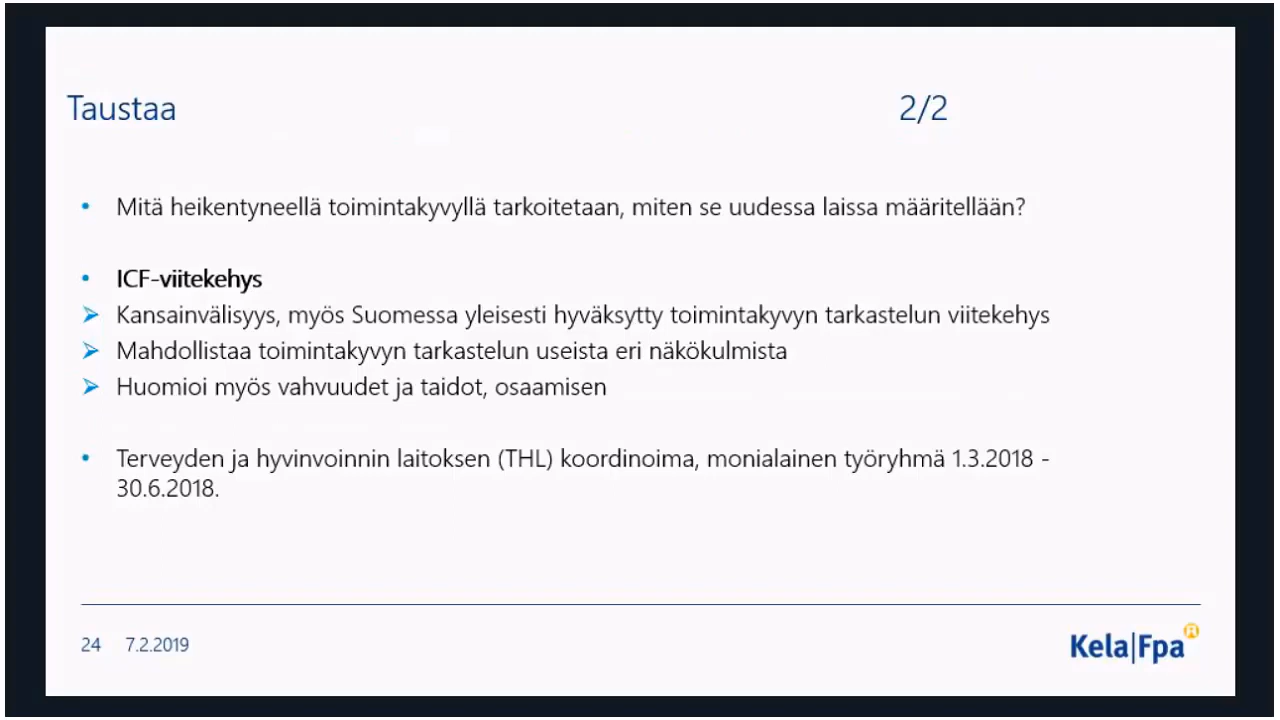 Taustaa 2/2
• Mitä heikentyneellä toimintakyvyllä tarkoitetaan, miten se uudessa laissa määritellään?
• ICF-viitekehys
➢ Kansainvälisyys, myös Suomessa yleisesti hyväksytty toimintakyvyn tarkastelun viitekehys
➢ Mahdollistaa toimintakyvyn tarkastelun useista eri näkökulmista
➢ Huomioi myös vahvuudet ja taidot, osaamisen
• Terveyden ja hyvinvoinnin laitoksen (THL) koordinoima, monialainen työryhmä 1.3.2018 -
30.6.2018.
24 7.2.2019
Kela|Fpa